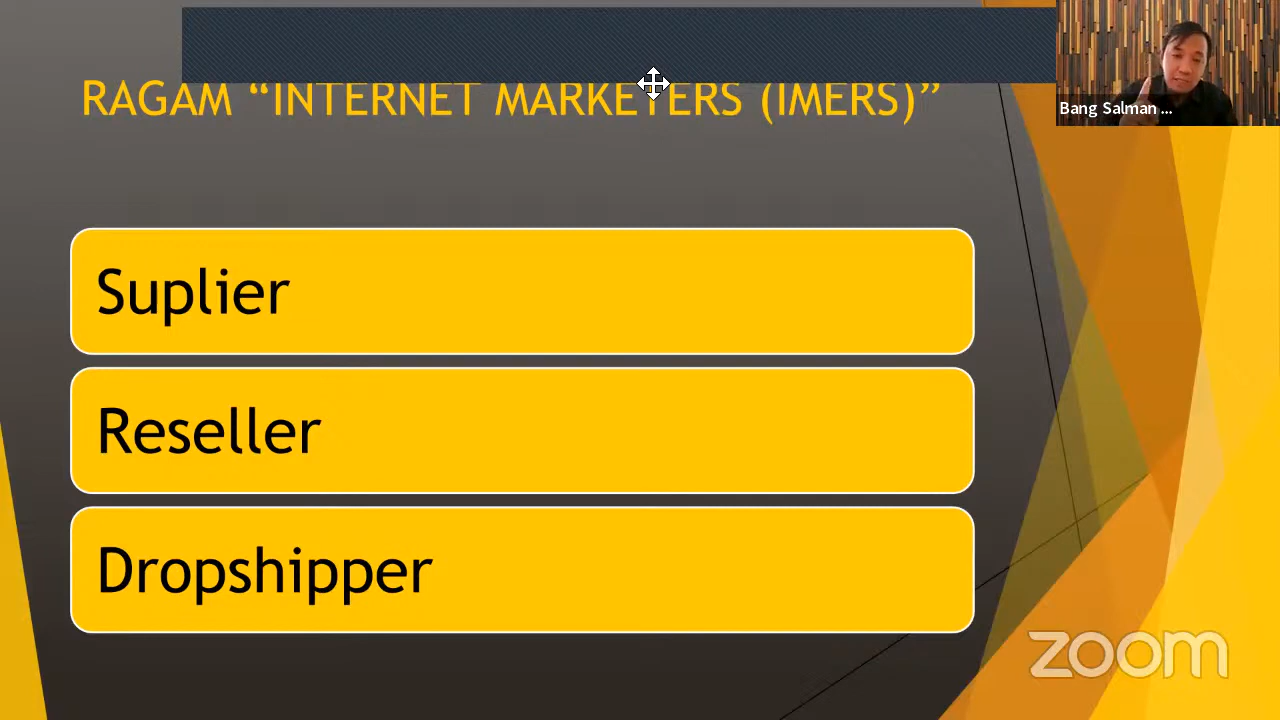 RAGAM “INTERNET MARKETERS (IMERS)”
Bang Salman ...
Suplier
Reseller
Dropshipper
zoom